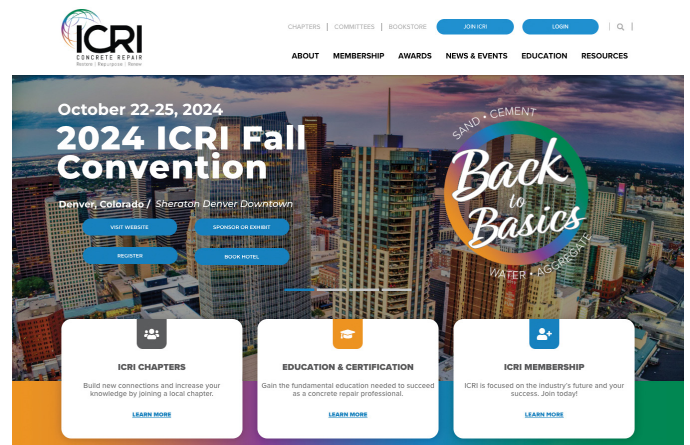 ICRI
CONCRETE REPAIR
Restore | Repurpose | Renew
CHAPTERS | COMMITTEES | BOOKSTORE
JOIN ICRI
LOGIN
ABOUT MEMBERSHIP AWARDS NEWS & EVENTS EDUCATION RESOURCES
October 22-25, 2024
2024 ICRI Fall
Convention
Denver, Colorado / Sheraton Denver Downtown
VISIT WEBSITE
SPONSOR OR EXHIBIT
REGISTER
BOOK HOTEL
SAND • CEMENT
Back
to
Basics
WATER • AGGREGATE
ICRI CHAPTERS
Build new connections and increase your
knowledge by joining a local chapter.
LEARN MORE
EDUCATION & CERTIFICATION
Gain the fundamental education needed to succeed
as a concrete repair professional.
LEARN MORE
ICRI MEMBERSHIP
ICRI is focused on the industry's future and your
success. Join today!
LEARN MORE